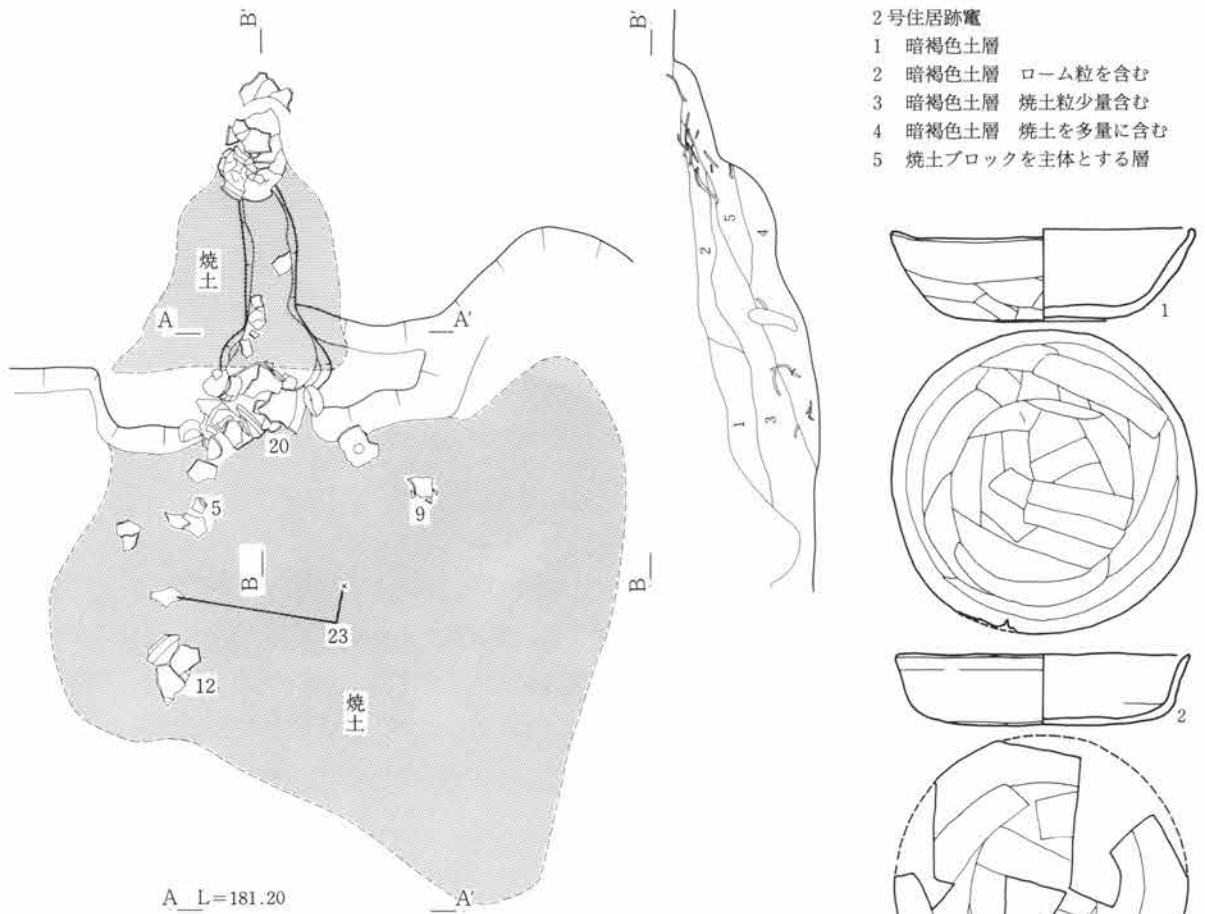 2号住居跡竈
1 暗褐色土層
2 暗褐色土層 ローム粒を含む
3 暗褐色土層 焼土粒少量含む
4 暗褐色土層 焼土を多量に含む
5 焼土ブロックを主体とする層
B'
B'
焼土
A
A'
20
5
9
B
B
23
12
焼土
A L=181.20
A'
2
5
4
1
3
1
2